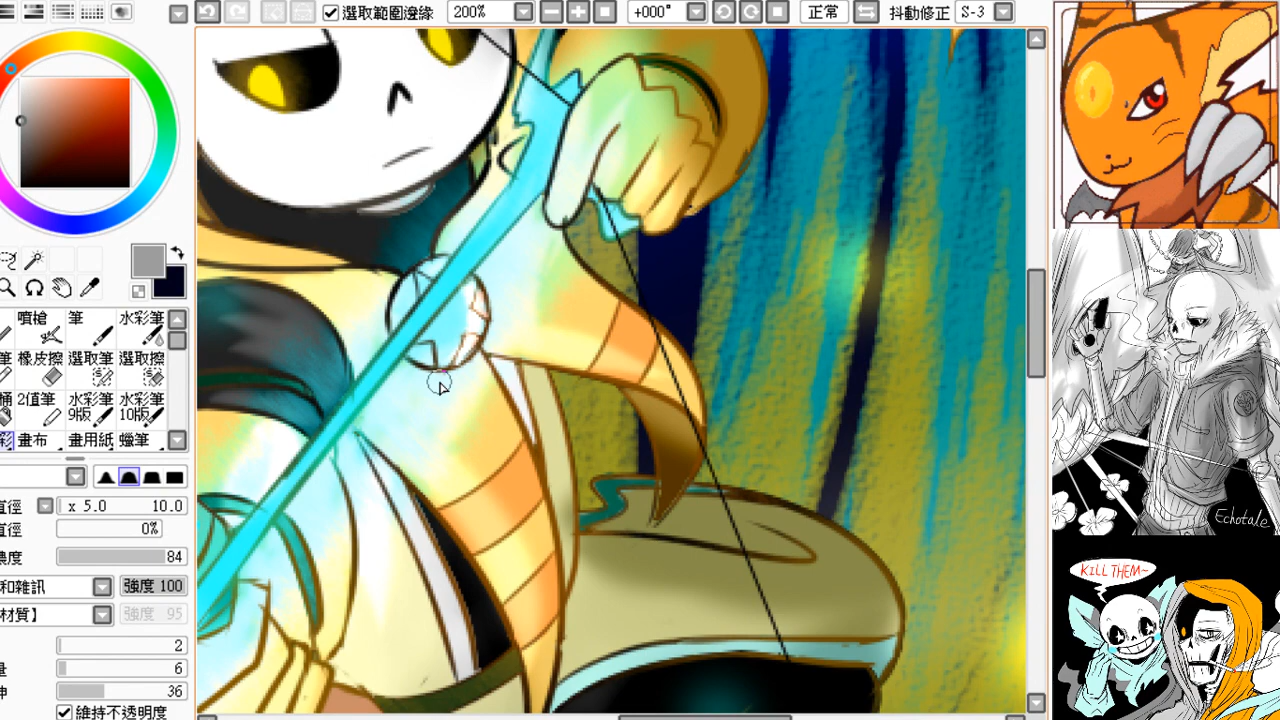 選取範圍邊緣 200% +000° 正常 抖動修正 S-3
噴槍 筆 水彩筆
橡皮擦 選取筆 選取擦
2值筆 水彩筆 9版 水彩筆 10版
彩 畫布 畫用紙 蠟筆
直徑 x 5.0 10.0
直徑 0%
濃度 84
和雜訊 強度 100
材質】 強度 95
2
量 6
伸 36
維持不透明度
Echotale
KILL THEM~